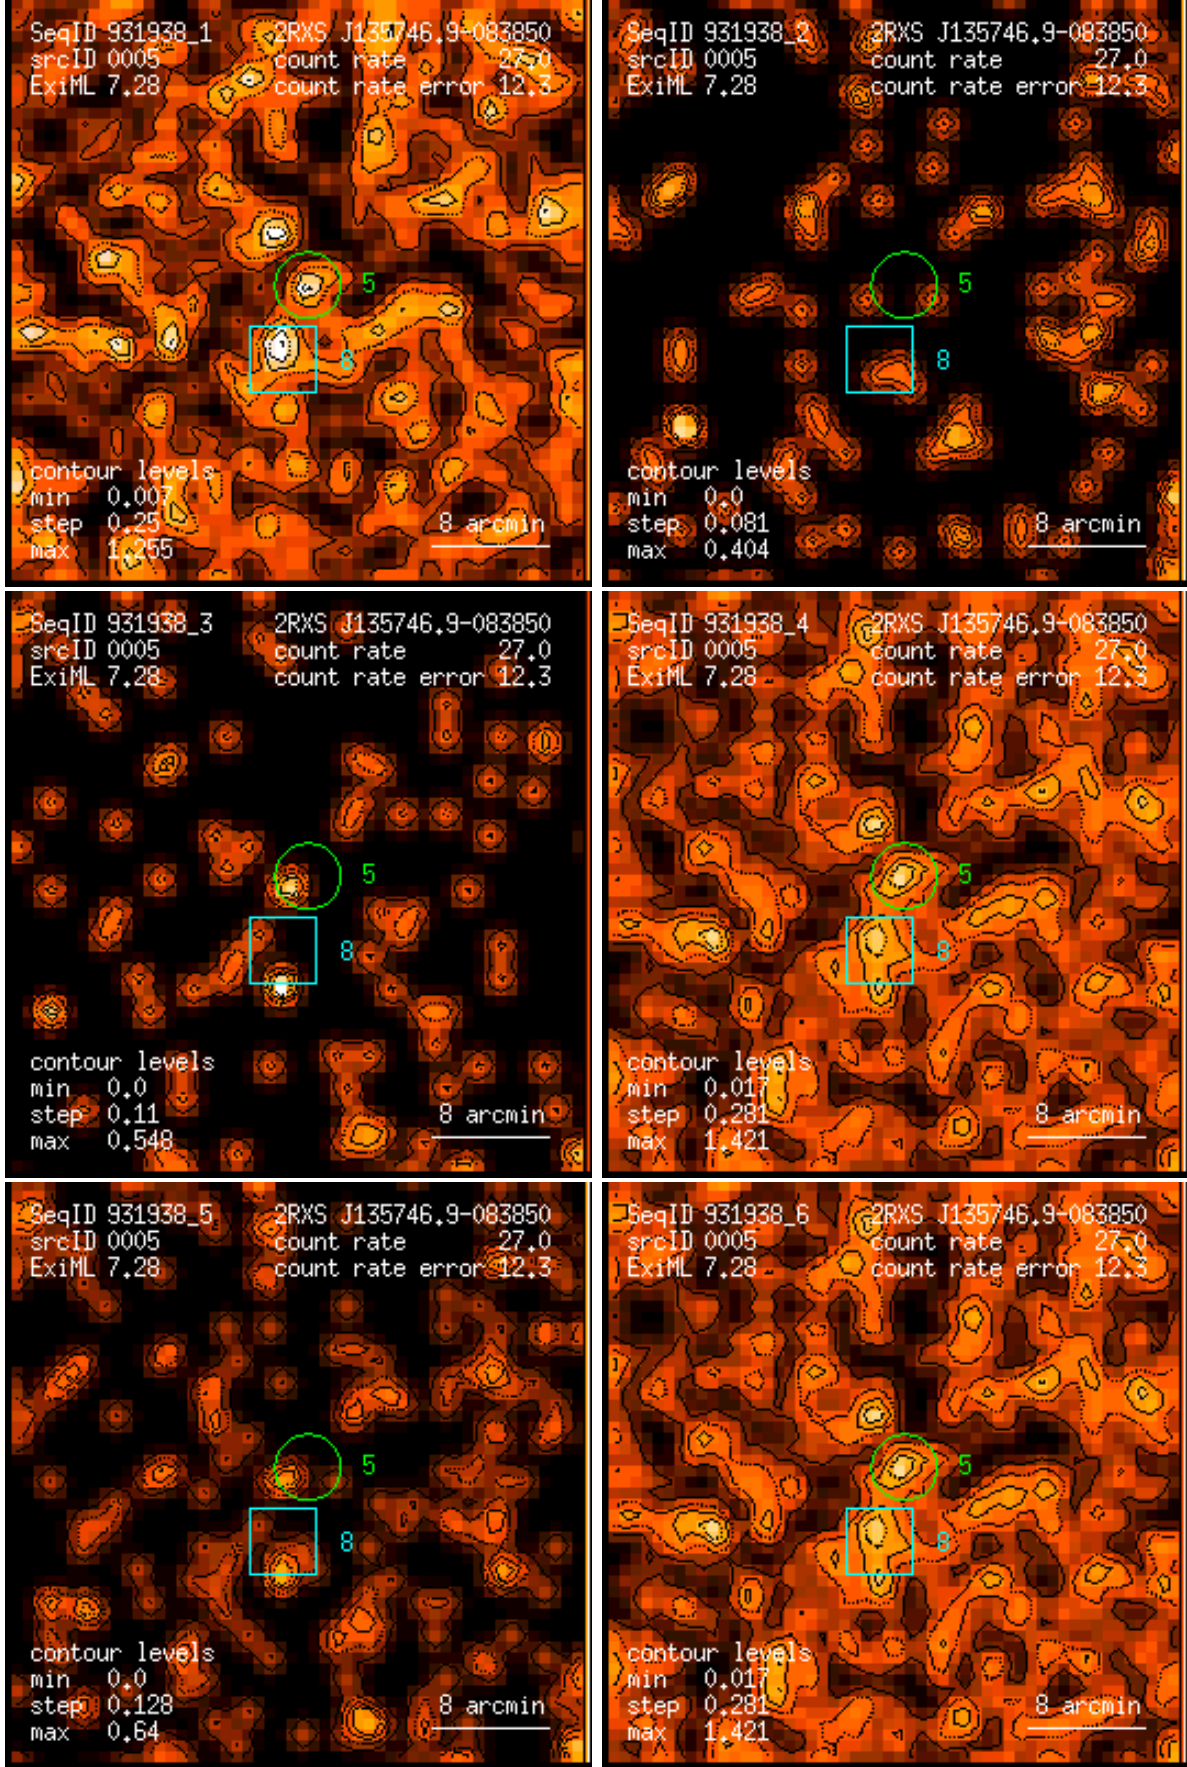 SeqID 931938_1 2RXS J135746.9-083850
srcID 0005 count rate 27.0
ExiML 7.28 count rate error 12.3
5
8
contour levels
min 0.007
step 0.25
max 1.255
8 arcmin
SeqID 931938_2 2RXS J135746.9-083850
srcID 0005 count rate 27.0
ExiML 7.28 count rate error 12.3
5
8
contour levels
min 0.0
step 0.081
max 0.404
8 arcmin
SeqID 931938_3 2RXS J135746.9-083850
srcID 0005 count rate 27.0
ExiML 7.28 count rate error 12.3
5
8
contour levels
min 0.0
step 0.11
max 0.548
8 arcmin
SeqID 931938_4 2RXS J135746.9-083850
srcID 0005 count rate 27.0
ExiML 7.28 count rate error 12.3
5
8
contour levels
min 0.017
step 0.281
max 1.421
8 arcmin
SeqID 931938_5 2RXS J135746.9-083850
srcID 0005 count rate 27.0
ExiML 7.28 count rate error 12.3
5
8
contour levels
min 0.0
step 0.128
max 0.64
8 arcmin
SeqID 931938_6 2RXS J135746.9-083850
srcID 0005 count rate 27.0
ExiML 7.28 count rate error 12.3
5
8
contour levels
min 0.017
step 0.281
max 1.421
8 arcmin